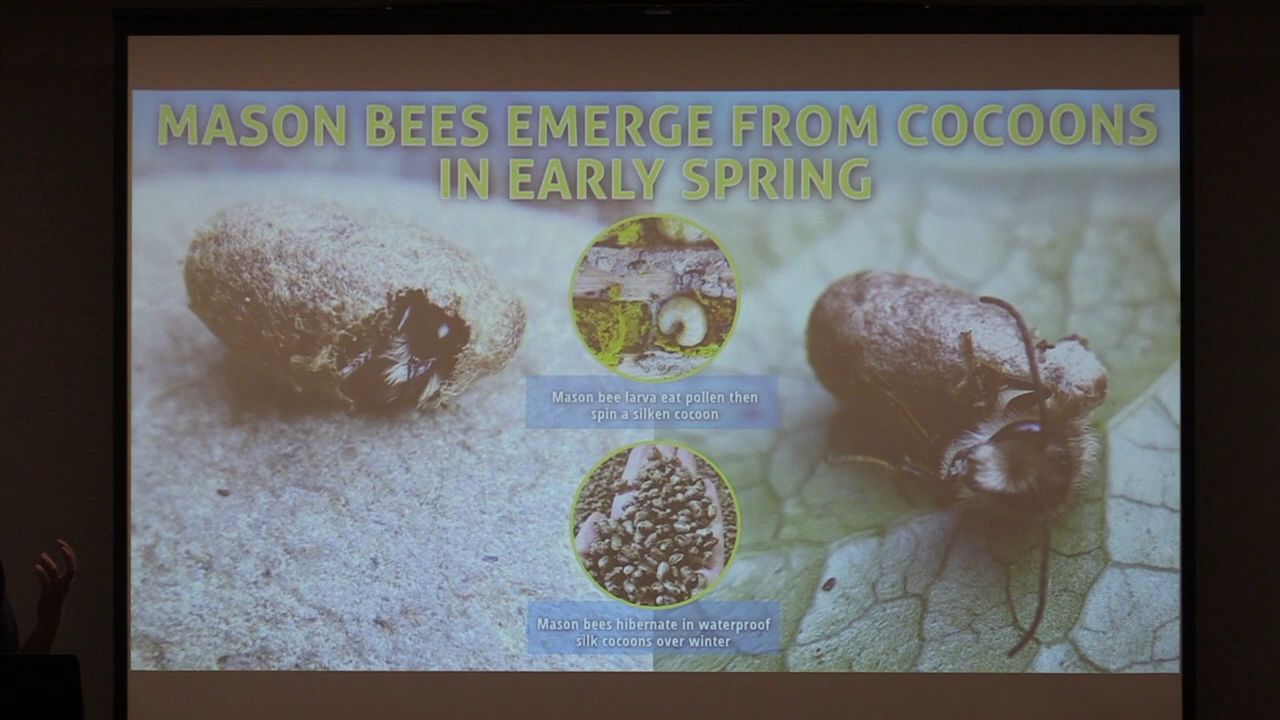 MASON BEES EMERGE FROM COCOONS
IN EARLY SPRING
Mason bee larva eat pollen then
spin a silken cocoon
Mason bees hibernate in waterproof
silk cocoons over winter